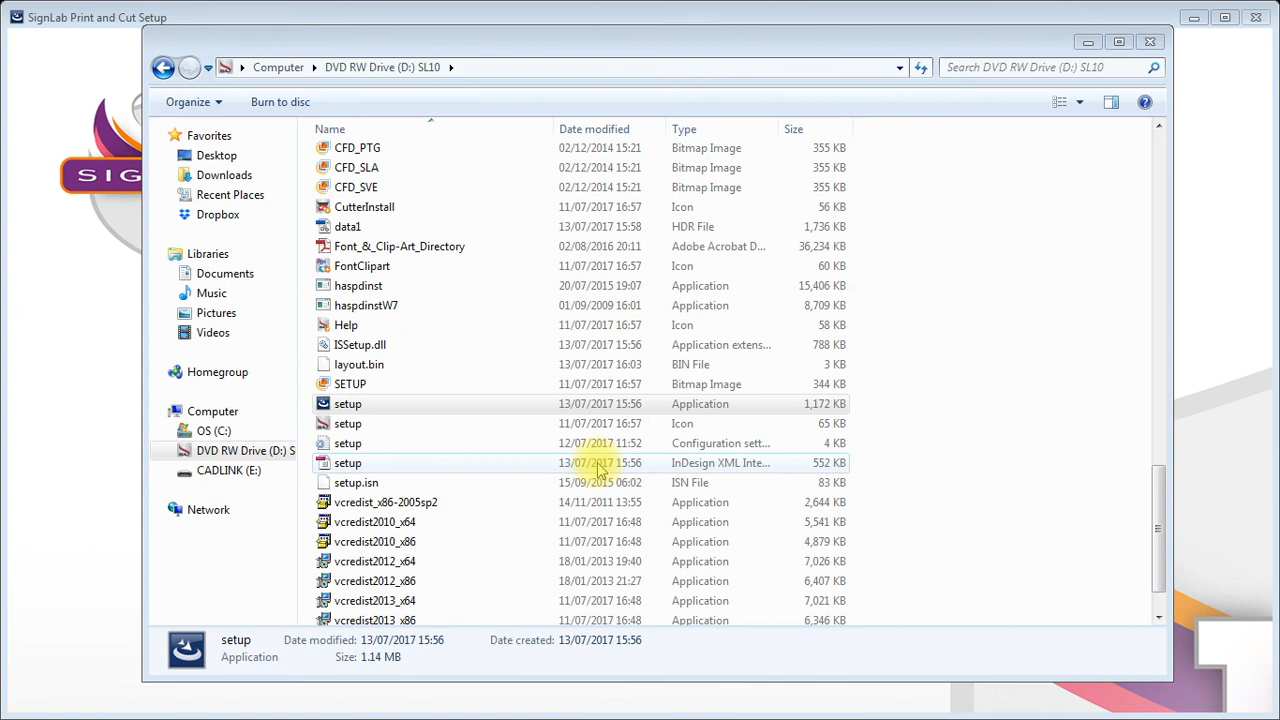 SignLab Print and Cut Setup
Computer DVD RW Drive (D:) SL10
Search DVD RW Drive (D:) SL10
Organize Burn to disc
Name Date modified Type Size
Favorites
Desktop
Downloads
Recent Places
Dropbox
Libraries
Documents
Music
Pictures
Videos
Homegroup
Computer
OS (C:)
DVD RW Drive (D:) S
CADLINK (E:)
Network
CFD_PTG 02/12/2014 15:21 Bitmap Image 355 KB
CFD_SLA 02/12/2014 15:21 Bitmap Image 355 KB
CFD_SVE 02/12/2014 15:21 Bitmap Image 355 KB
CutterInstall 11/07/2017 16:57 Icon 56 KB
data1 13/07/2017 15:58 HDR File 1,736 KB
Font_&_Clip-Art_Directory 02/08/2016 20:11 Adobe Acrobat D... 36,234 KB
FontClipart 11/07/2017 16:57 Icon 60 KB
haspdinst 20/07/2015 19:07 Application 15,406 KB
haspdinstW7 01/09/2009 16:01 Application 8,709 KB
Help 11/07/2017 16:57 Icon 58 KB
ISSetup.dll 13/07/2017 15:56 Application extens... 788 KB
layout.bin 13/07/2017 16:03 BIN File 3 KB
SETUP 11/07/2017 16:57 Bitmap Image 344 KB
setup 13/07/2017 15:56 Application 1,172 KB
setup 11/07/2017 16:57 Icon 65 KB
setup 12/07/2017 11:52 Configuration sett... 4 KB
setup 13/07/2017 15:56 InDesign XML Inte... 552 KB
setup.isn 15/09/2015 06:02 ISN File 259 KB
vcredist_x86-2005sp2 14/11/2011 13:55 Application 2,644 KB
vcredist2010_x64 11/07/2017 16:48 Application 5,541 KB
vcredist2010_x86 11/07/2017 16:48 Application 4,879 KB
vcredist2012_x64 18/01/2013 19:40 Application 7,026 KB
vcredist2012_x86 18/01/2013 21:27 Application 6,407 KB
vcredist2013_x64 11/07/2017 16:48 Application 7,021 KB
vcredist2013_x86 11/07/2017 16:48 Application 6,346 KB
setup Date modified: 13/07/2017 15:56 Date created: 13/07/2017 15:56
Application Size: 1.14 MB
SIG